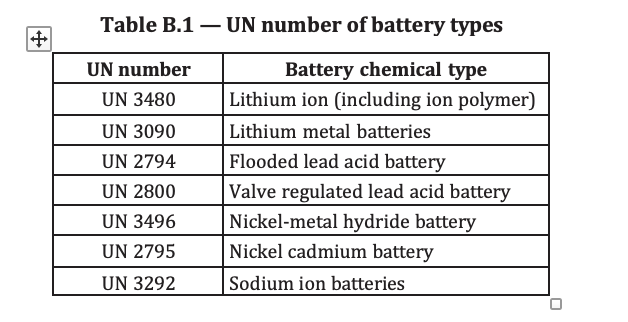 Table B.1 — UN number of battery types
UN number Battery chemical type
UN 3480 Lithium ion (including ion polymer)
UN 3090 Lithium metal batteries
UN 2794 Flooded lead acid battery
UN 2800 Valve regulated lead acid battery
UN 3496 Nickel-metal hydride battery
UN 2795 Nickel cadmium battery
UN 3292 Sodium ion batteries